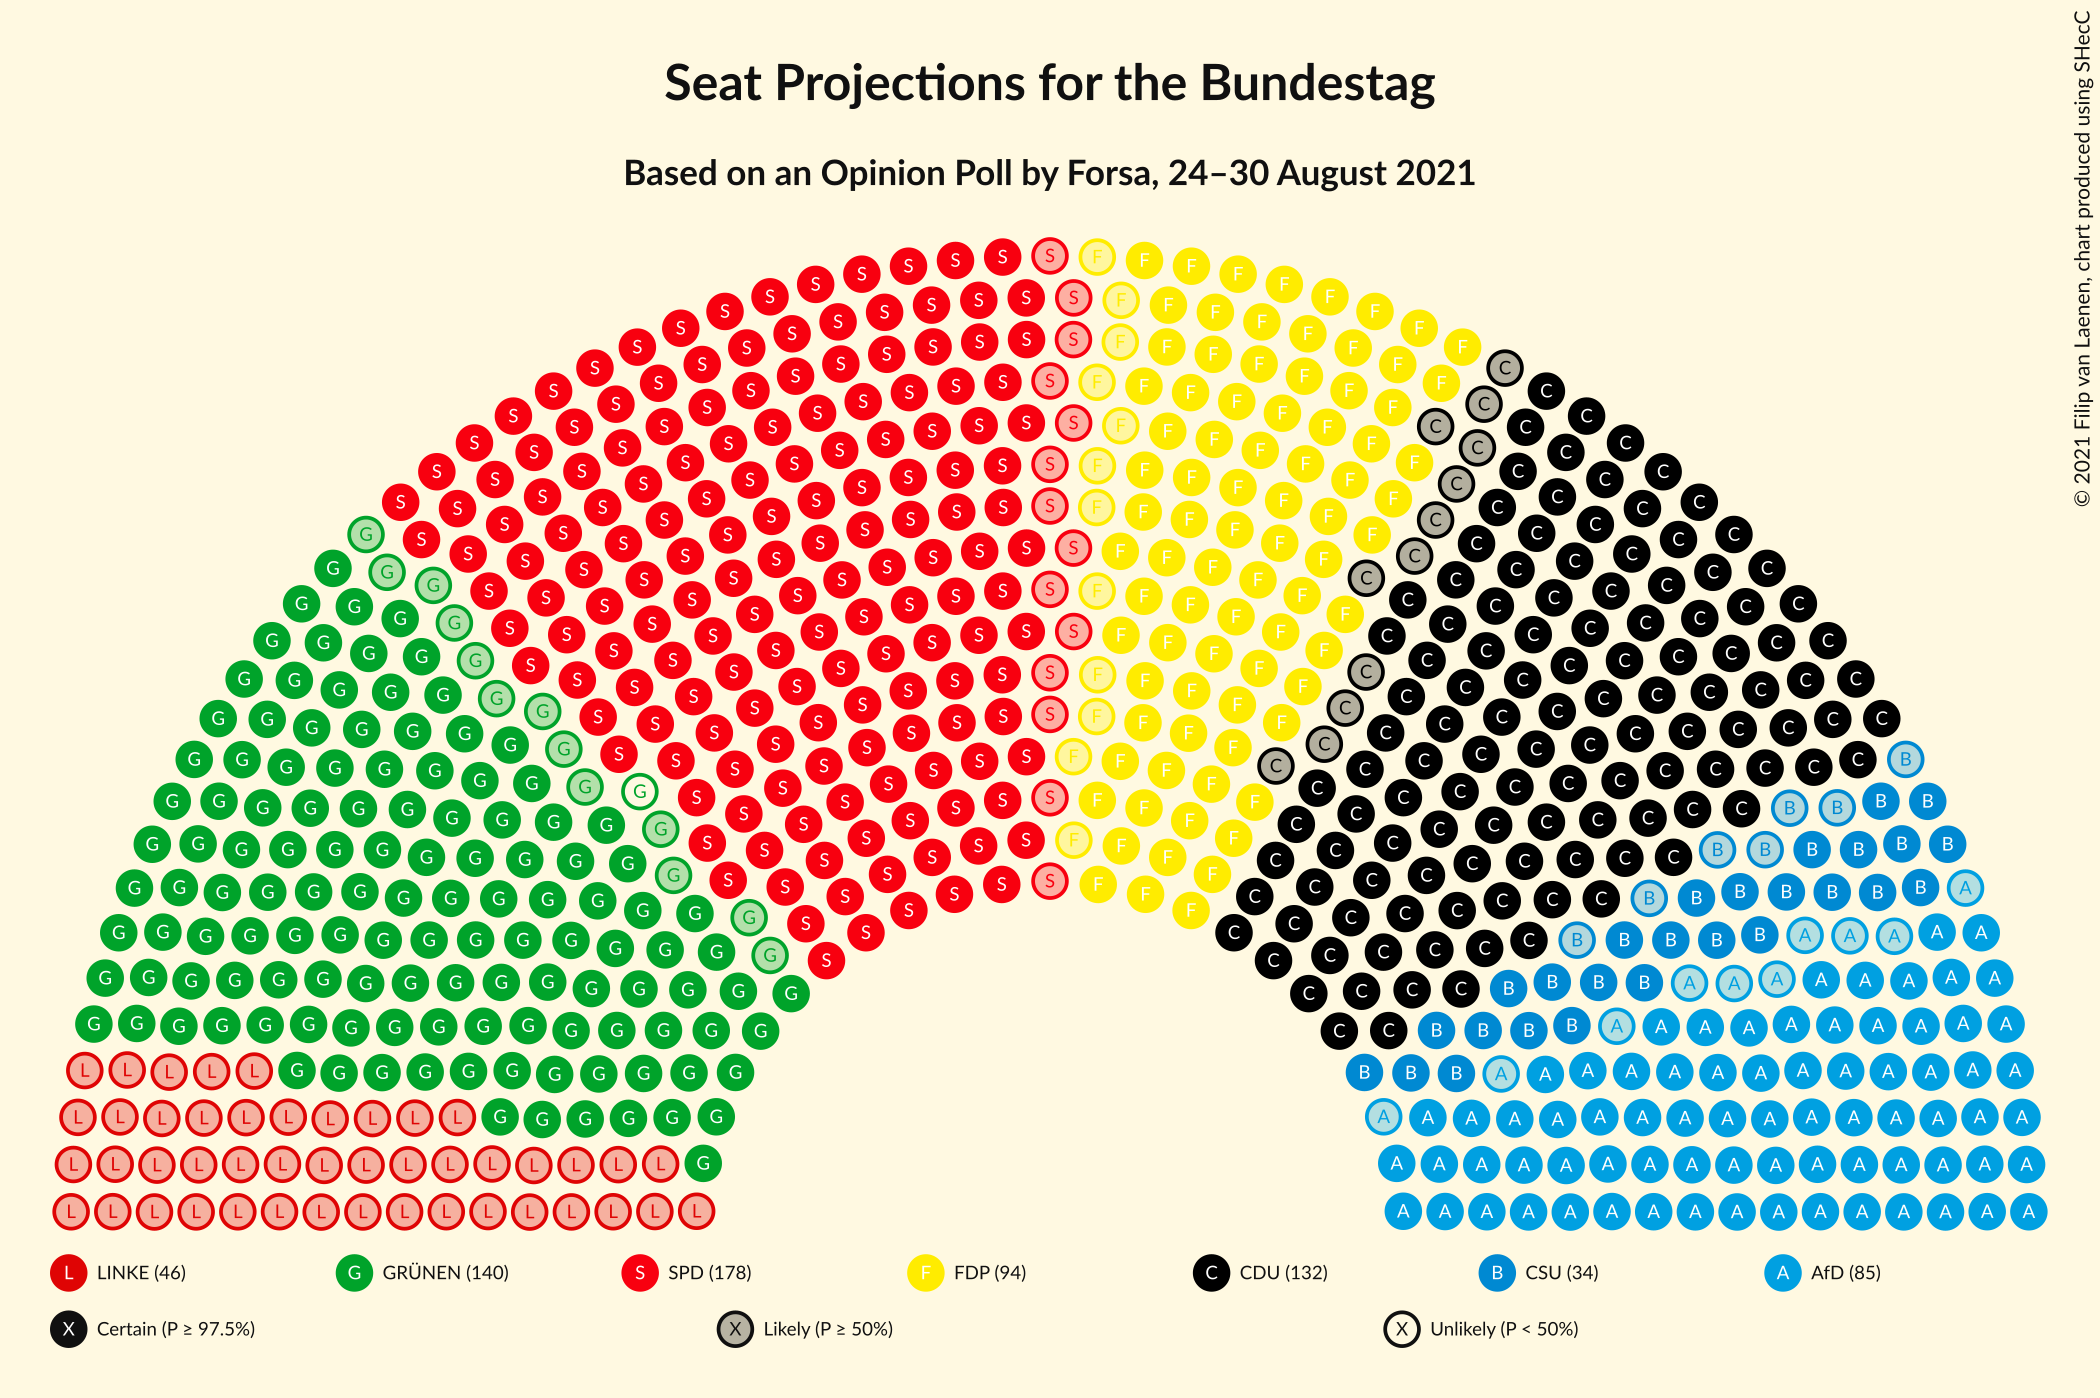 Seat Projections for the Bundestag
Based on an Opinion Poll by Forsa, 24–30 August 2021
© 2021 Filip van Laenen, chart produced using SHecC
L LINKE (46) G GRÜNEN (140) S SPD (178) F FDP (94) C CDU (132) B CSU (34) A AfD (85)
X Certain (P ≥ 97.5%) X Likely (P ≥ 50%) X Unlikely (P < 50%)